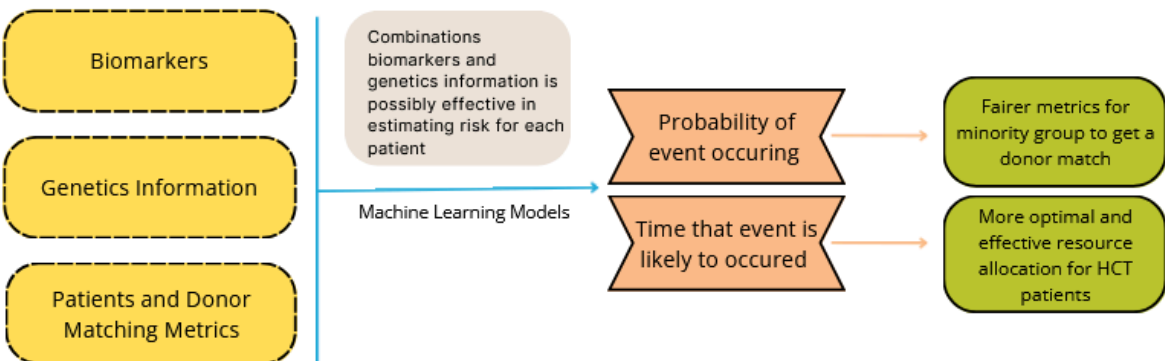 Biomarkers
Genetics Information
Patients and Donor
Matching Metrics
Combinations
biomarkers and
genetics information is
possibly effective in
estimating risk for each
patient
Machine Learning Models
Probability of
event occuring
Time that event is
likely to occured
Fairer metrics for
minority group to get a
donor match
More optimal and
effective resource
allocation for HCT
patients